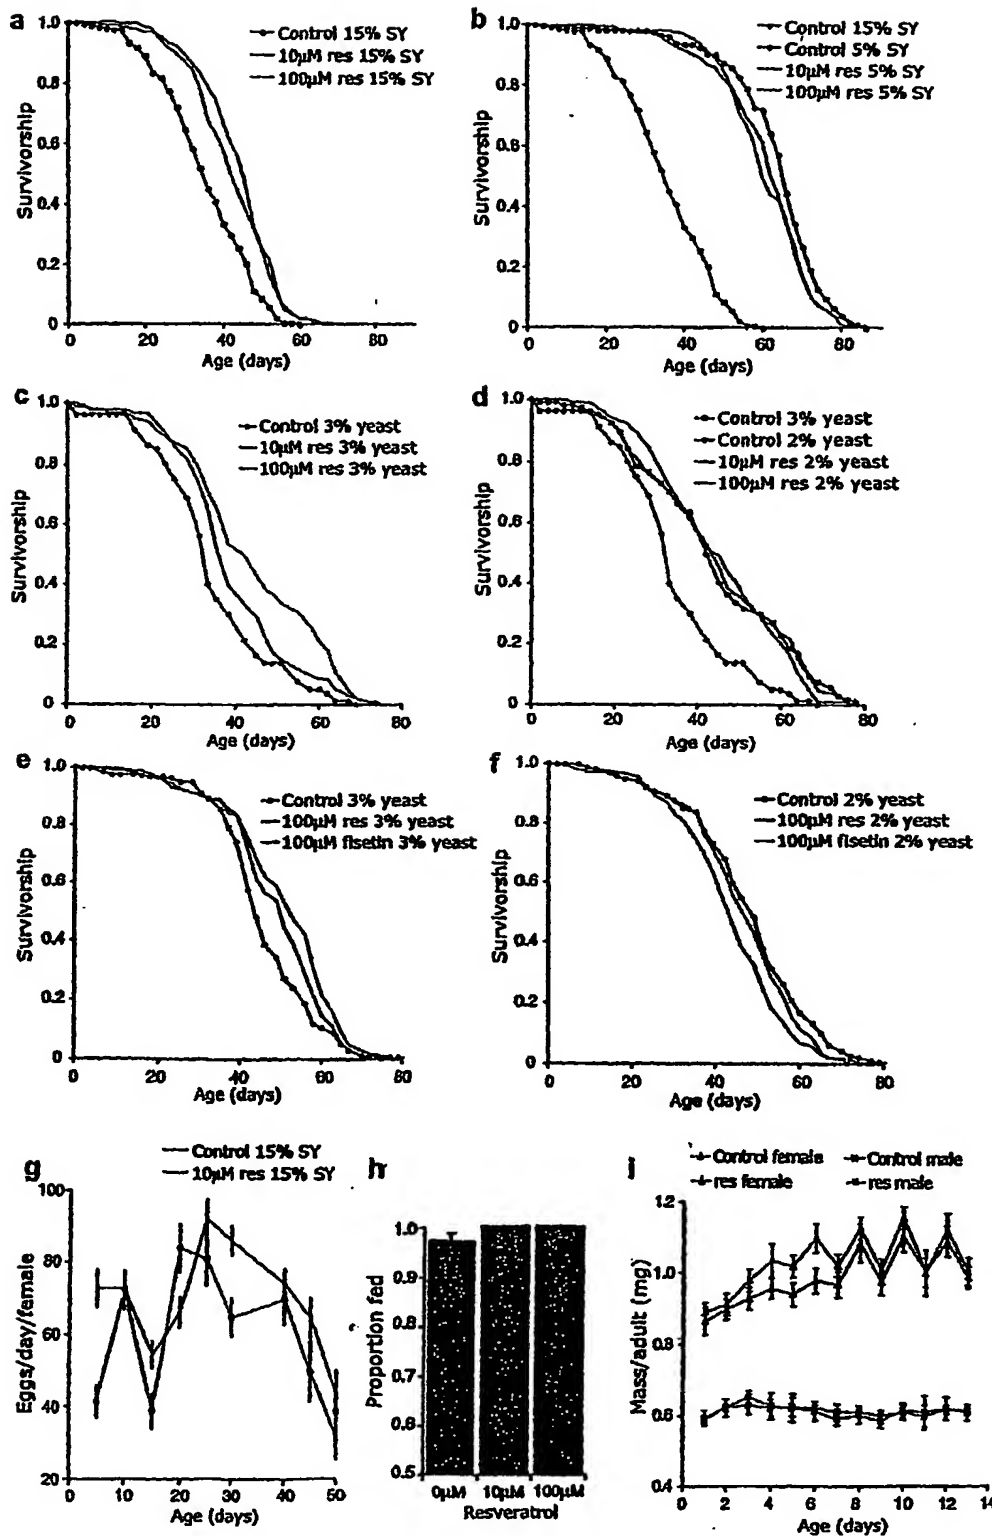 a
1.0
0.8
0.6
0.4
0.2
0
Survivorship
Control 15% SY
10µM res 15% SY
100µM res 15% SY
0 20 40 60 80
Age (days)
b
1.0
0.8
0.6
0.4
0.2
0
Survivorship
Control 15% SY
Control 5% SY
10µM res 5% SY
100µM res 5% SY
0 20 40 60 80
Age (days)
c
1.0
0.8
0.6
0.4
0.2
0
Survivorship
Control 3% yeast
10µM res 3% yeast
100µM res 3% yeast
0 20 40 60 80
Age (days)
d
1.0
0.8
0.6
0.4
0.2
0
Survivorship
Control 3% yeast
Control 2% yeast
10µM res 2% yeast
100µM res 2% yeast
0 20 40 60 80
Age (days)
e
1.0
0.8
0.6
0.4
0.2
0
Survivorship
Control 3% yeast
100µM res 3% yeast
100µM fisetin 3% yeast
0 20 40 60 80
Age (days)
f
1.0
0.8
0.6
0.4
0.2
0
Survivorship
Control 2% yeast
100µM res 2% yeast
100µM fisetin 2% yeast
0 20 40 60 80
Age (days)
g
Control 15% SY
10µM res 15% SY
100
80
60
40
20
Eggs/day/female
0 10 20 30 40 50
Age (days)
h
1.0
0.9
0.8
0.7
0.6
0.5
Proportion fed
0µM 10µM 100µM
Resveratrol
i
Control female Control male
res female res male
1.2
1.0
0.8
0.6
0.4
Mass/adult (mg)
0 2 4 6 8 10 12 14
Age (days)